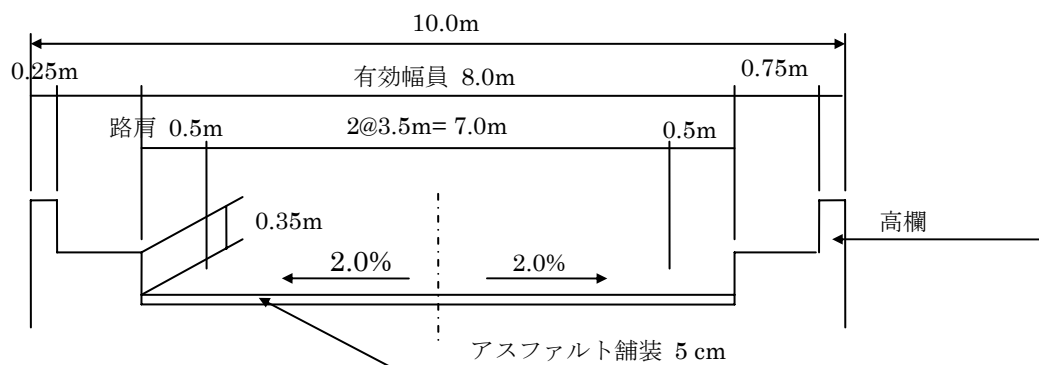 10.0m
0.25m
有効幅員 8.0m
0.75m
路肩 0.5m
2@3.5m= 7.0m
0.5m
0.35m
高欄
2.0%
2.0%
アスファルト舗装 5 cm